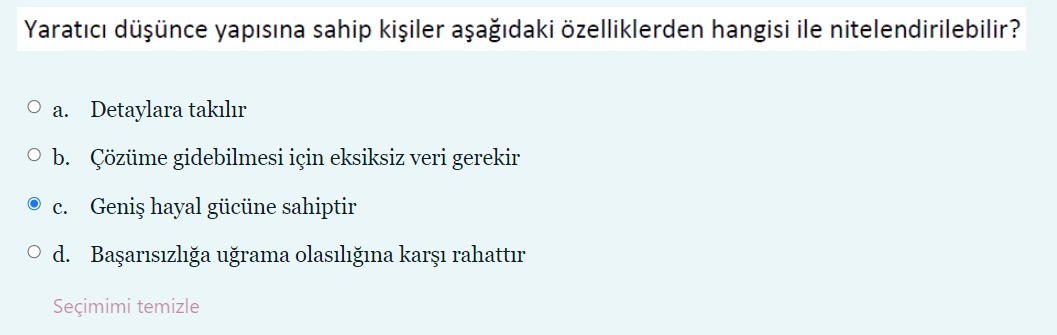 Yaratıcı düşünce yapısına sahip kişiler aşağıdaki özelliklerden hangisi ile nitelendirilebilir?
a. Detaylara takılır
b. Çözüme gidebilmesi için eksiksiz veri gerekir
c. Geniş hayal gücüne sahiptir
d. Başarısızlığa uğrama olasılığına karşı rahattır
Seçimimi temizle